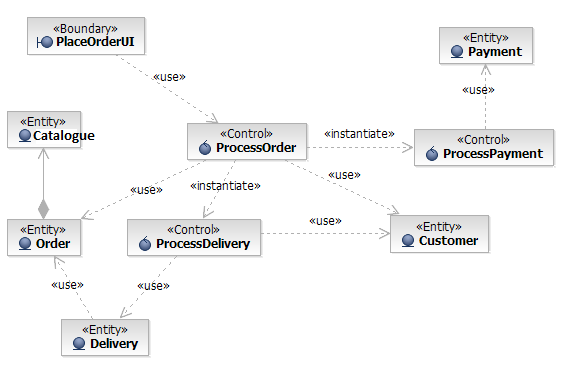 «Boundary»
PlaceOrderUI
«Entity»
Payment
«use»
«use»
«Entity»
Catalogue
«Control»
ProcessOrder
«instantiate»
«Control»
ProcessPayment
«use»
«instantiate»
«use»
«Entity»
Order
«Control»
ProcessDelivery
«use»
«Entity»
Customer
«use»
«use»
«Entity»
Delivery